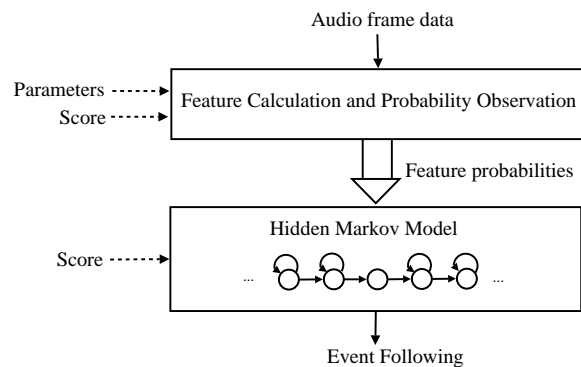 Audio frame data
Parameters
Score
Feature Calculation and Probability Observation
Feature probabilities
Hidden Markov Model
Score
... ...
Event Following